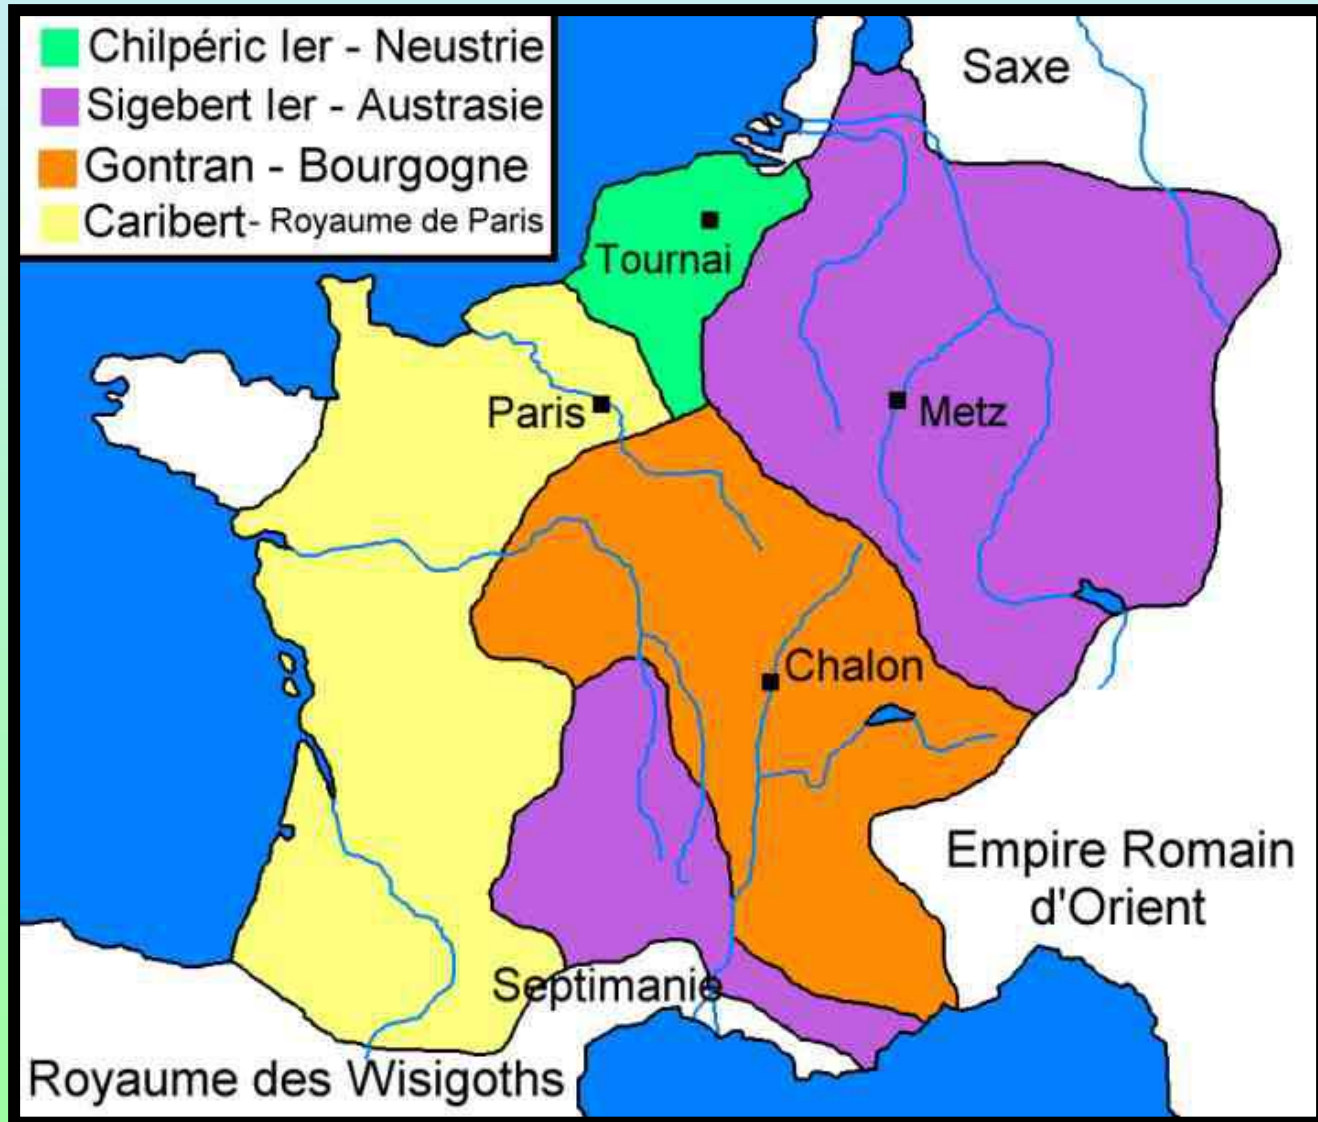 Chilpéric Ier - Neustrie
Sigebert Ier - Austrasie
Gontran - Bourgogne
Caribert- Royaume de Paris
Saxe
Tournai
Paris
Metz
Chalon
Empire Romain
d'Orient
Septimanie
Royaume des Wisigoths